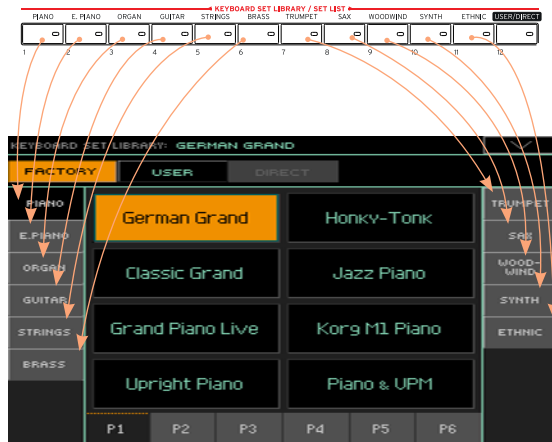 KEYBOARD SET LIBRARY / SET LIST
PIANO E. PIANO ORGAN GUITAR STRINGS BRASS TRUMPET SAX WOODWIND SYNTH ETHNIC USER/DIRECT
1 2 3 4 5 6 7 8 9 10 11 12
KEYBOARD SET LIBRARY: GERMAN GRAND
FACTORY USER DIRECT
PIANO
E.PIANO
ORGAN
GUITAR
STRINGS
BRASS
German Grand Honky-Tonk
Classic Grand Jazz Piano
Grand Piano Live Korg M1 Piano
Upright Piano Piano & VPM
TRUMPET
SAX
WOOD-
WIND
SYNTH
ETHNIC
P1 P2 P3 P4 P5 P6